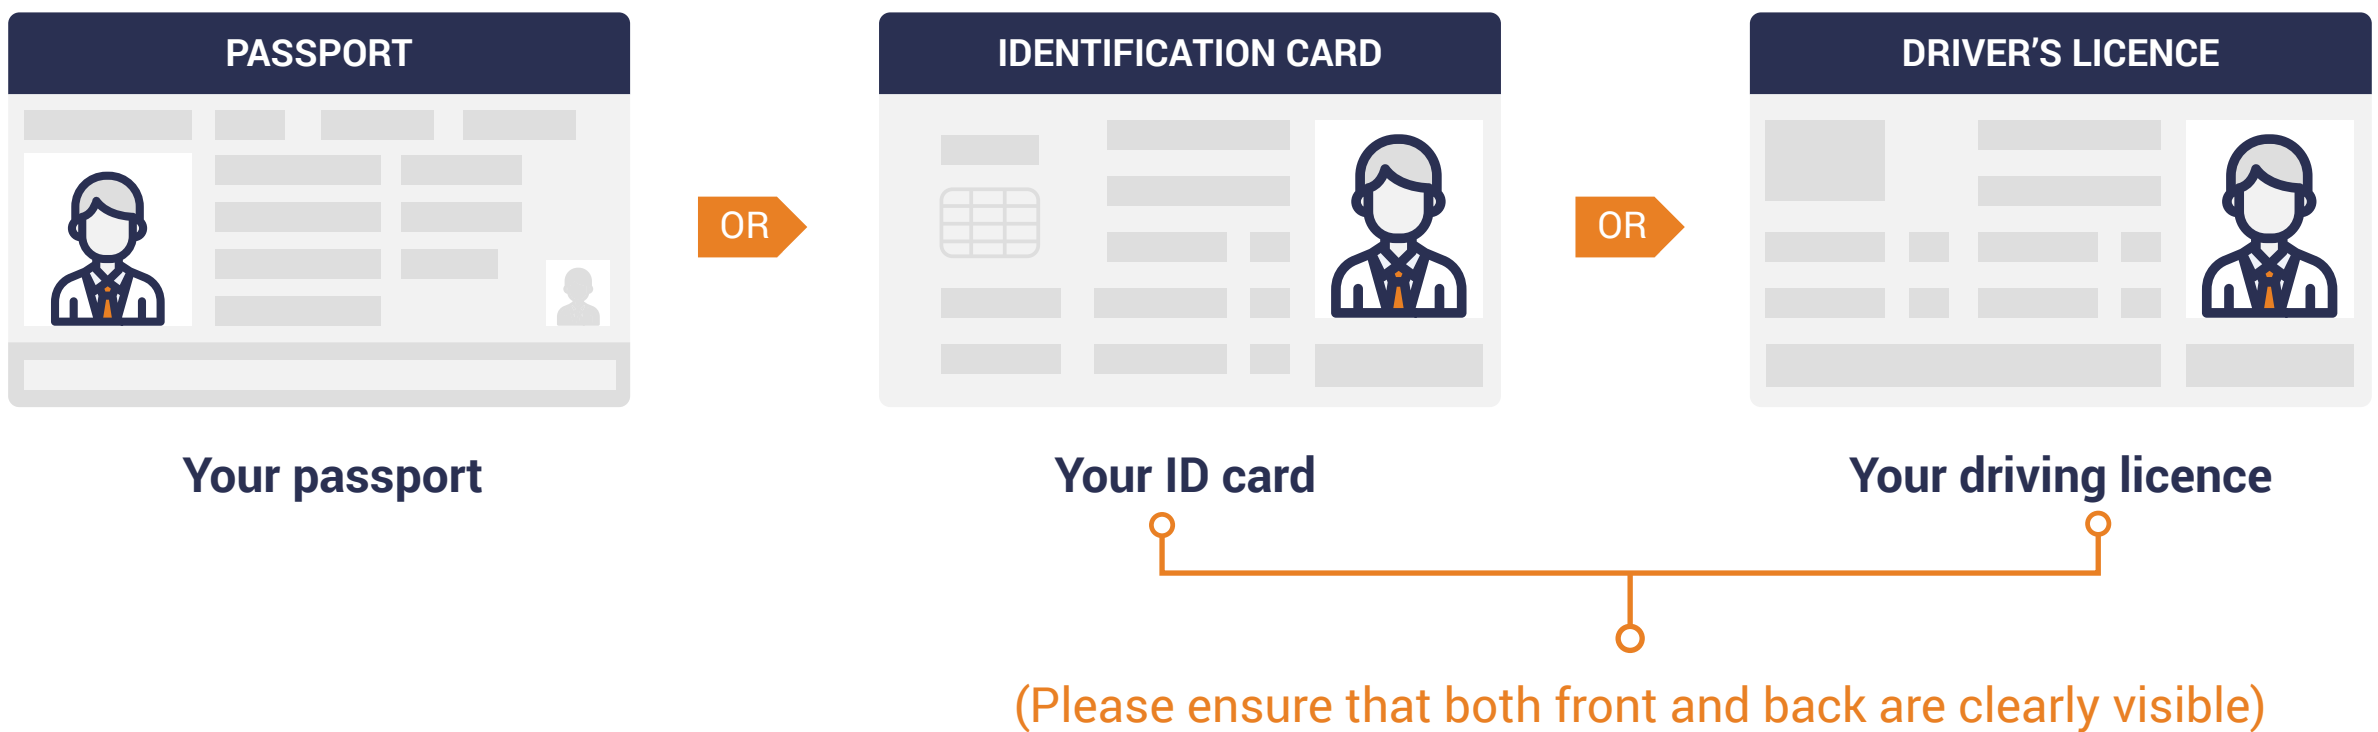 PASSPORT
OR
IDENTIFICATION CARD
OR
DRIVER’S LICENCE
Your passport
Your ID card
Your driving licence
(Please ensure that both front and back are clearly visible)